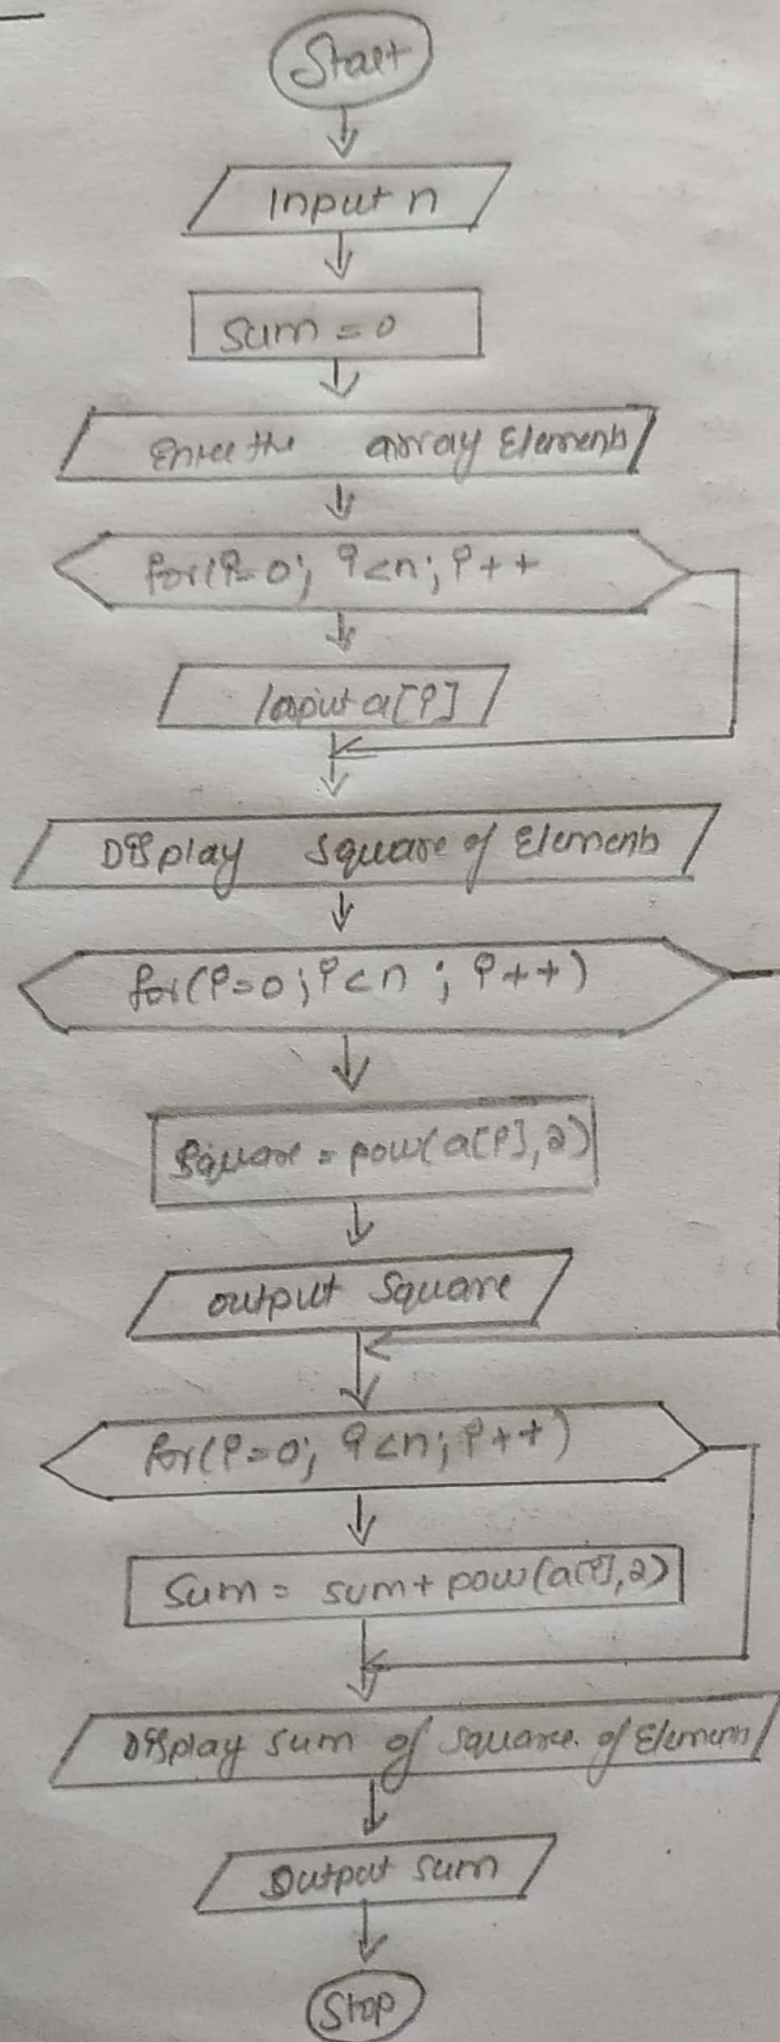 Start
Input n
Sum = 0
Enter the array Elements
for(i=0; i<n; i++
Input a[i]
Display Square of Elements
for(i=0; i<n; i++)
Square = pow(a[i],2)
output Square
for(i=0; i<n; i++)
Sum = sum + pow(a[i],2)
Display sum of square of Elements
Output sum
Stop